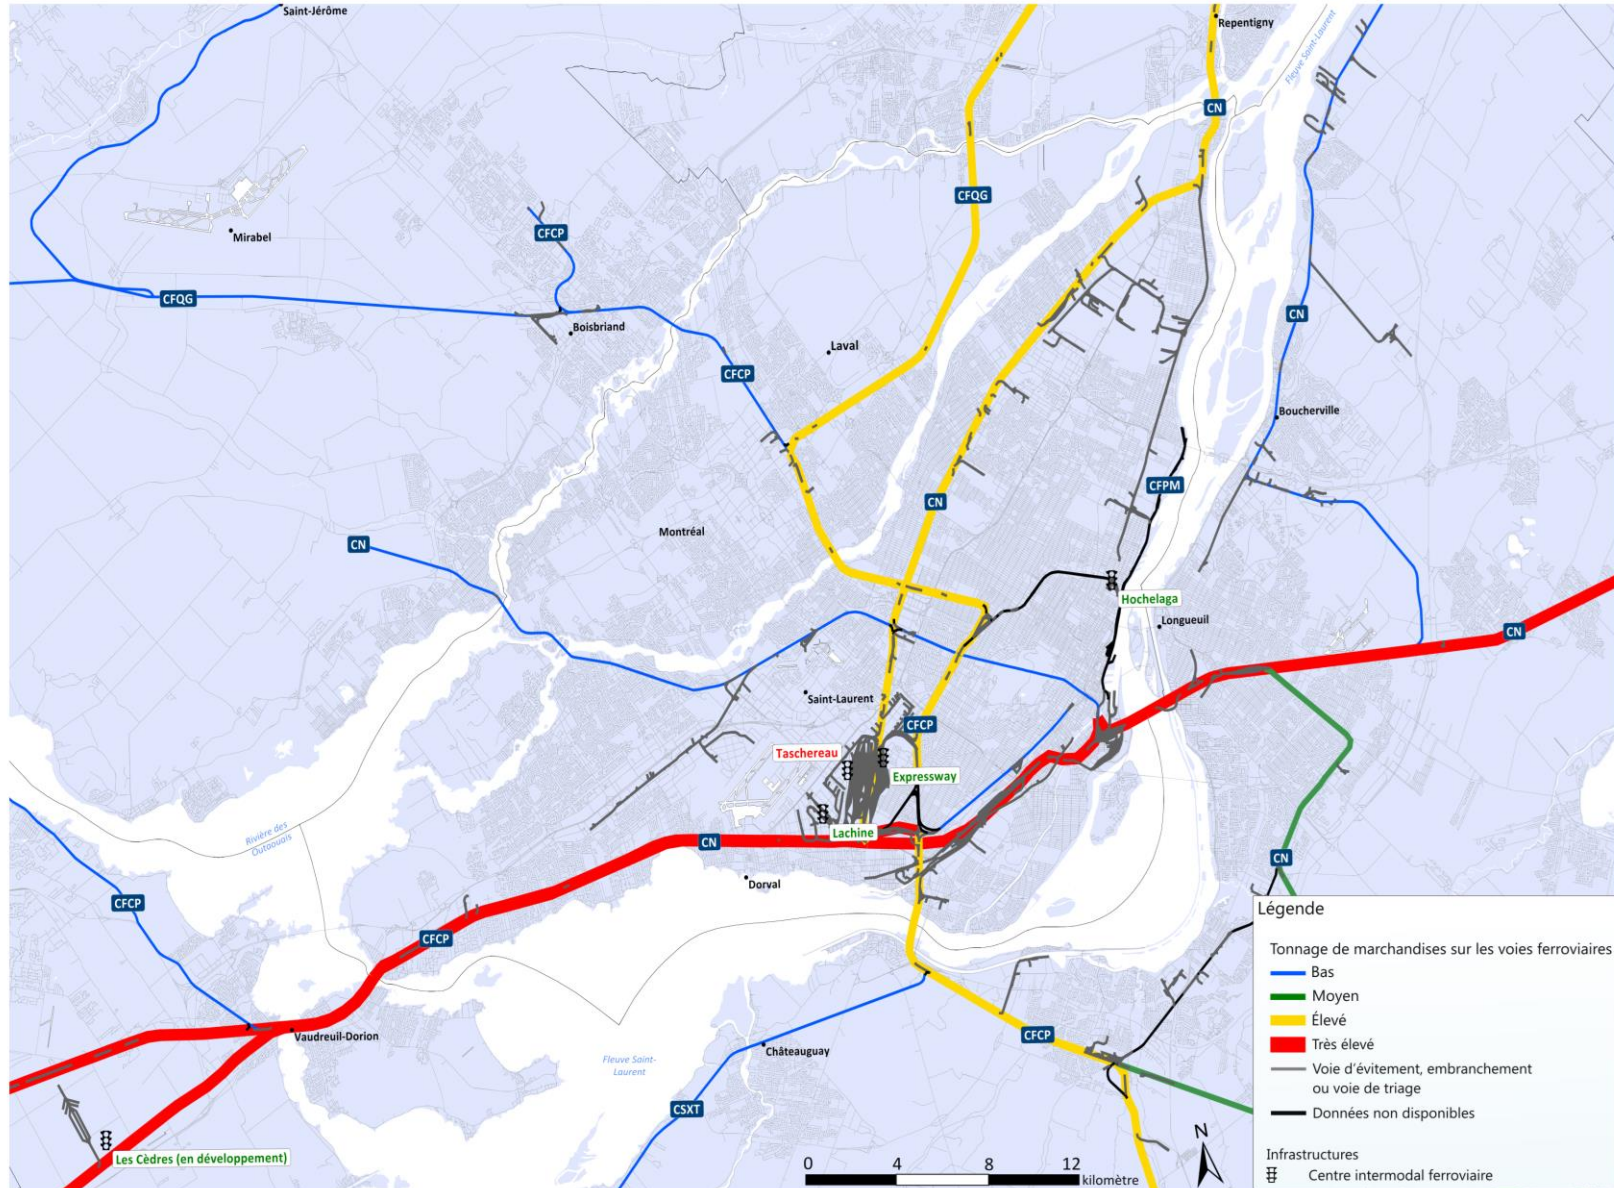 Saint-Jérôme
Repentigny
Fleuve Saint-Laurent
CN
CFQG
CFCP
Mirabel
CFQG
Boisbriand
CN
Laval
CFCP
Boucherville
CFPM
CN
Montréal
CN
Hochelaga
Longueuil
CN
Saint-Laurent
CFCP
Taschereau
Expressway
Lachine
Rivière des
Outaouais
CN
CN
Dorval
CFCP
CFCP
Vaudreuil-Dorion
CFCP
Châteauguay
Fleuve Saint-
Laurent
CSXT
Les Cèdres (en développement)
Légende
Tonnage de marchandises sur les voies ferroviaires
Bas
Moyen
Élevé
Très élevé
Voie d'évitement, embranchement
ou voie de triage
Données non disponibles
Infrastructures
Centre intermodal ferroviaire
N
0 4 8 12
kilomètre